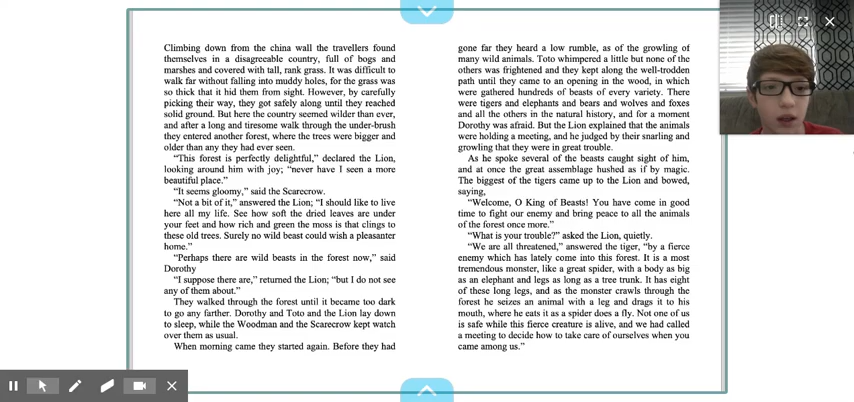 Climbing down from the china wall the travellers found
themselves in a disagreeable country, full of bogs and
marshes and covered with tall, rank grass. It was difficult to
walk far without falling into muddy holes, for the grass was
so thick that it hid them from sight. However, by carefully
picking their way, they got safely along until they reached
solid ground. But here the country seemed wilder than ever,
and after a long and tiresome walk through the under-brush
they entered another forest, where the trees were bigger and
older than any they had ever seen.
“This forest is perfectly delightful,” declared the Lion,
looking around him with joy; “never have I seen a more
beautiful place.”
“It seems gloomy,” said the Scarecrow.
“Not a bit of it,” answered the Lion; “I should like to live
here all my life. See how soft the dried leaves are under
your feet and how rich and green the moss is that clings to
these old trees. Surely no wild beast could wish a pleasanter
home.”
“Perhaps there are wild beasts in the forest now,” said
Dorothy
“I suppose there are,” returned the Lion; “but I do not see
any of them about.”
They walked through the forest until it became too dark
to go any farther. Dorothy and Toto and the Lion lay down
to sleep, while the Woodman and the Scarecrow kept watch
over them as usual.
When morning came they started again. Before they had
gone far they heard a low rumble, as of the growling of
many wild animals. Toto whimpered a little but none of the
others was frightened and they kept along the well-trodden
path until they came to an opening in the wood, in which
were gathered hundreds of beasts of every variety. There
were tigers and elephants and bears and wolves and foxes
and all the others in the natural history, and for a moment
Dorothy was afraid. But the Lion explained that the animals
were holding a meeting, and he judged by their snarling and
growling that they were in great trouble.
As he spoke several of the beasts caught sight of him,
and at once the great assemblage hushed as if by magic.
The biggest of the tigers came up to the Lion and bowed,
saying,
“Welcome, O King of Beasts! You have come in good
time to fight our enemy and bring peace to all the animals
of the forest once more.”
“What is your trouble?” asked the Lion, quietly.
“We are all threatened,” answered the tiger, “by a fierce
enemy which has lately come into this forest. It is a most
tremendous monster, like a great spider, with a body as big
as an elephant and legs as long as a tree trunk. It has eight
of these long legs, and as the monster crawls through the
forest he seizes an animal with a leg and drags it to his
mouth, where he eats it as a spider does a fly. Not one of us
is safe while this fierce creature is alive, and we had called
a meeting to decide how to take care of ourselves when you
came among us.”